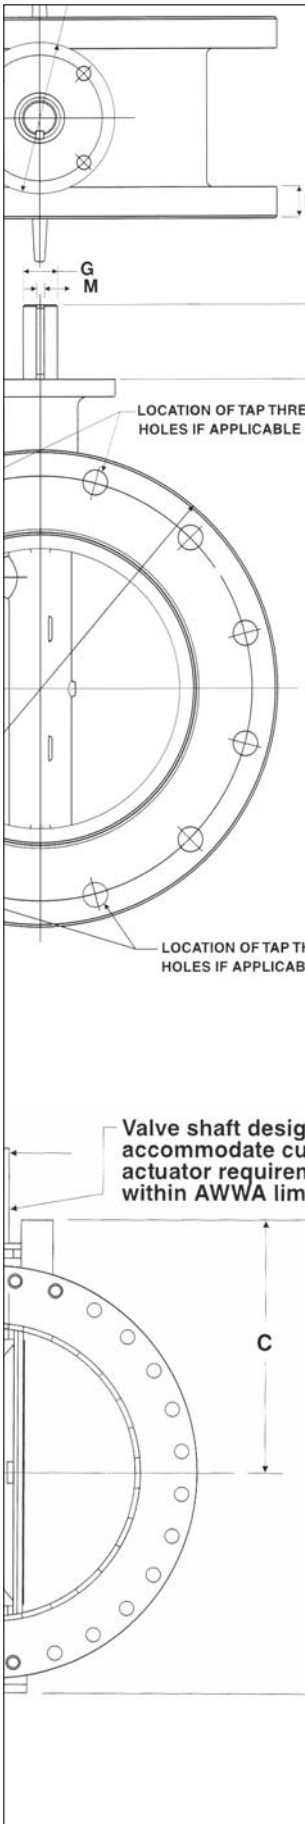 G
M
LOCATION OF TAP THRE
HOLES IF APPLICABLE
LOCATION OF TAP TH
HOLES IF APPLICAB
Valve shaft desig
accommodate cu
actuator requiren
within AWWA lim
C